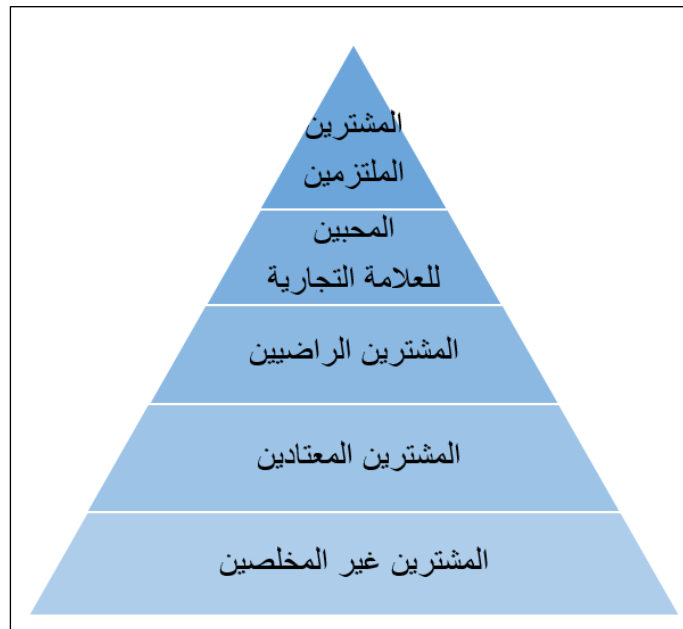 المشترين
الملتزمين
المحبين
للعلامة التجارية
المشترين الراضيين
المشترين المعتادين
المشترين غير المخلصين